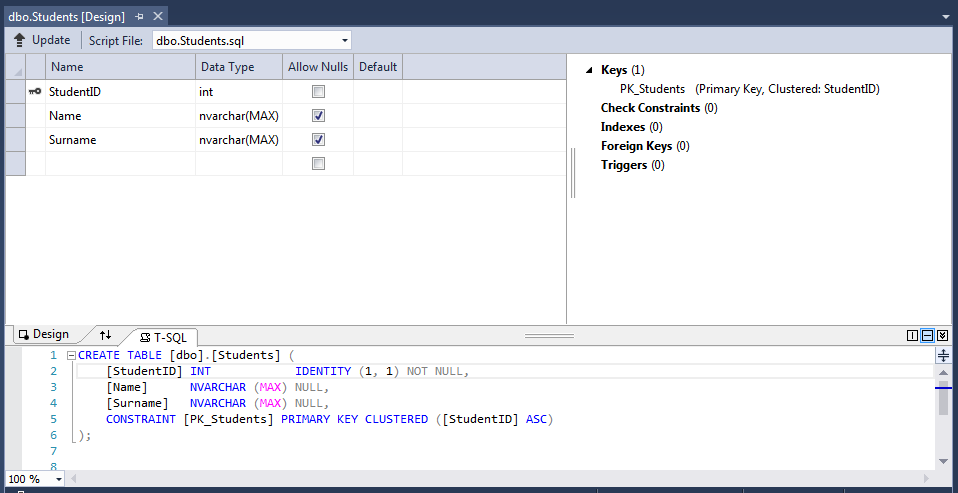 dbo.Students [Design]
Update Script File: dbo.Students.sql
Name Data Type Allow Nulls Default
StudentID int
Name nvarchar(MAX)
Surname nvarchar(MAX)
Keys (1)
PK_Students (Primary Key, Clustered: StudentID)
Check Constraints (0)
Indexes (0)
Foreign Keys (0)
Triggers (0)
Design T-SQL
1 CREATE TABLE [dbo].[Students] (
2 [StudentID] INT IDENTITY (1, 1) NOT NULL,
3 [Name] NVARCHAR (MAX) NULL,
4 [Surname] NVARCHAR (MAX) NULL,
5 CONSTRAINT [PK_Students] PRIMARY KEY CLUSTERED ([StudentID] ASC)
6 );
7
8
100 %